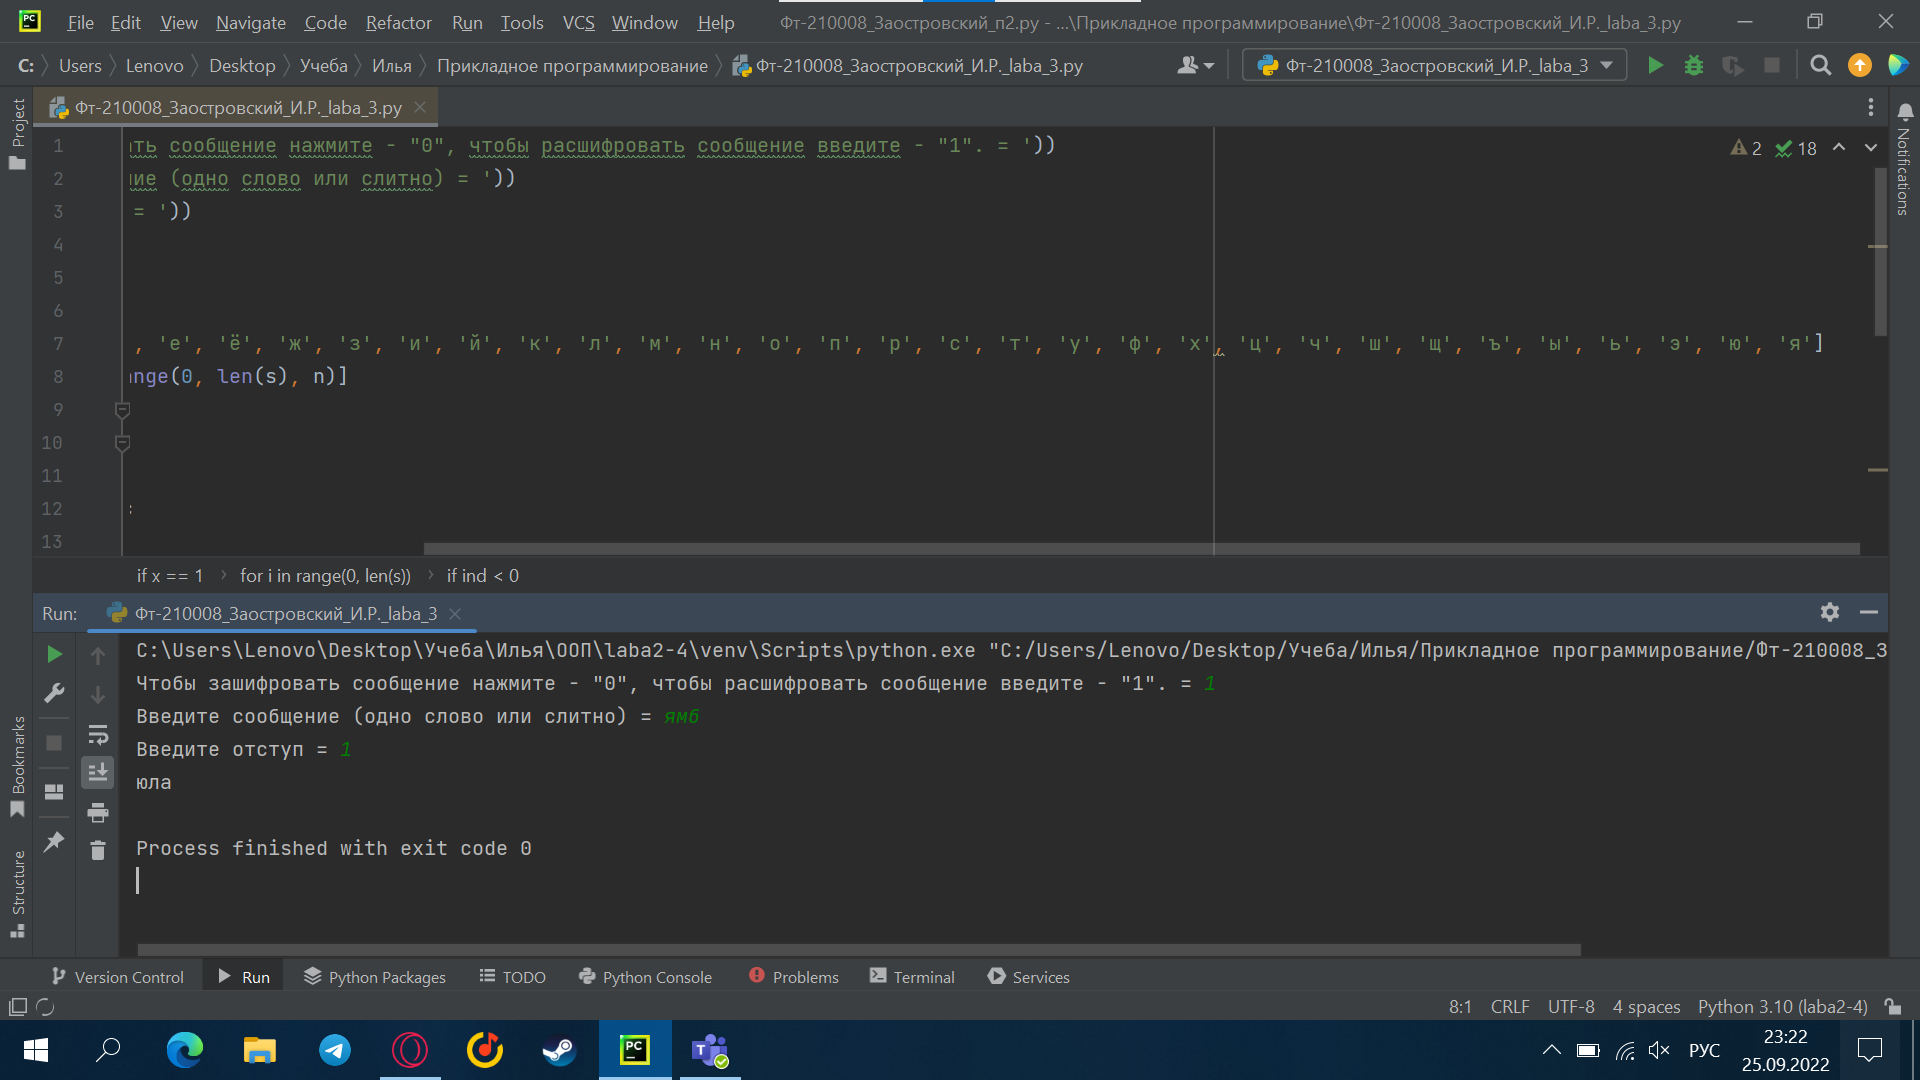 File Edit View Navigate Code Refactor Run Tools VCS Window Help Фт-210008_Заостровский_п2.py - ...\Прикладное программирование\Фт-210008_Заостровский_И.Р._laba_3.py
C: Users Lenovo Desktop Учеба Илья Прикладное программирование Фт-210008_Заостровский_И.Р._laba_3.py Фт-210008_Заостровский_И.Р._laba_3
Project
Фт-210008_Заостровский_И.Р._laba_3.py
Notifications
1 ать сообщение нажмите - "0", чтобы расшифровать сообщение введите - "1". = '))
2 ние (одно слово или слитно) = '))
3 = '))
4
5
6
7 , 'е', 'ё', 'ж', 'з', 'и', 'й', 'к', 'л', 'м', 'н', 'о', 'п', 'р', 'с', 'т', 'у', 'ф', 'х', 'ц', 'ч', 'ш', 'щ', 'ъ', 'ы', 'ь', 'э', 'ю', 'я']
8 ange(0, len(s), n)]
9
10
11
12 :
13
2 18
if x == 1 for i in range(0, len(s)) if ind < 0
Run: Фт-210008_Заостровский_И.Р._laba_3
C:\Users\Lenovo\Desktop\Учеба\Илья\ООП\laba2-4\venv\Scripts\python.exe "C:/Users/Lenovo/Desktop/Учеба/Илья/Прикладное программирование/Фт-210008_З
Чтобы зашифровать сообщение нажмите - "0", чтобы расшифровать сообщение введите - "1". = 1
Введите сообщение (одно слово или слитно) = ямб
Введите отступ = 1
юла
Process finished with exit code 0
Bookmarks
Structure
Version Control Run Python Packages TODO Python Console Problems Terminal Services
8:1 CRLF UTF-8 4 spaces Python 3.10 (laba2-4)
РУС
23:22
25.09.2022